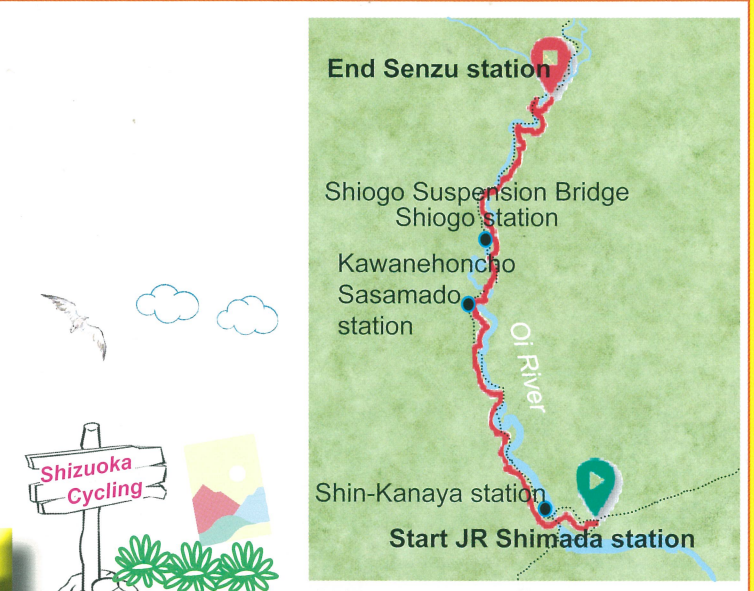 End Senzu station
Shiogo Suspension Bridge
Shiogo station
Kawanehoncho
Sasamado
station
Oi River
Shin-Kanaya station
Start JR Shimada station
Shizuoka
Cycling